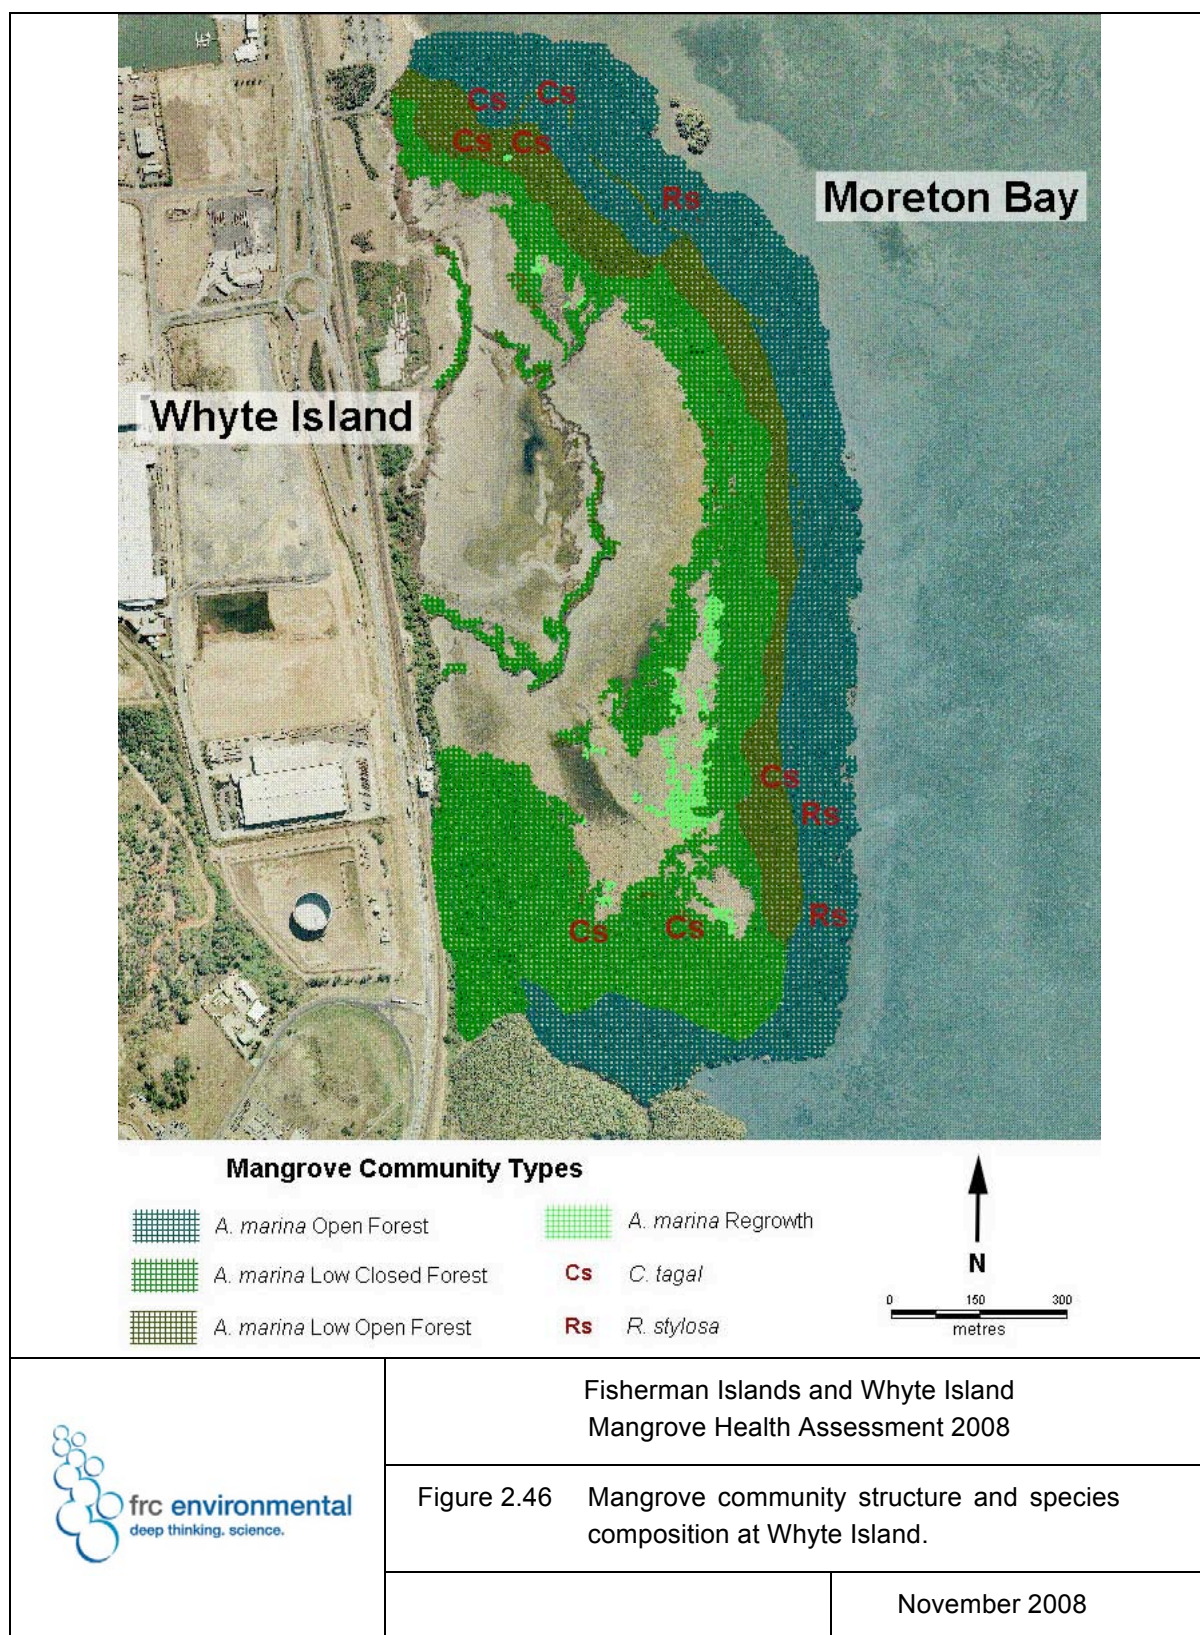 Cs
Cs
Cs
Cs
Rs
Moreton Bay
Whyte Island
Cs
Rs
Rs
Cs
Cs
Mangrove Community Types
A. marina Open Forest
A. marina Low Closed Forest
A. marina Low Open Forest
A. marina Regrowth
Cs C. tagal
Rs R. stylosa
N
0 150 300
metres
frc environmental
deep thinking. science.
Fisherman Islands and Whyte Island
Mangrove Health Assessment 2008
Figure 2.46 Mangrove community structure and species
composition at Whyte Island.
November 2008